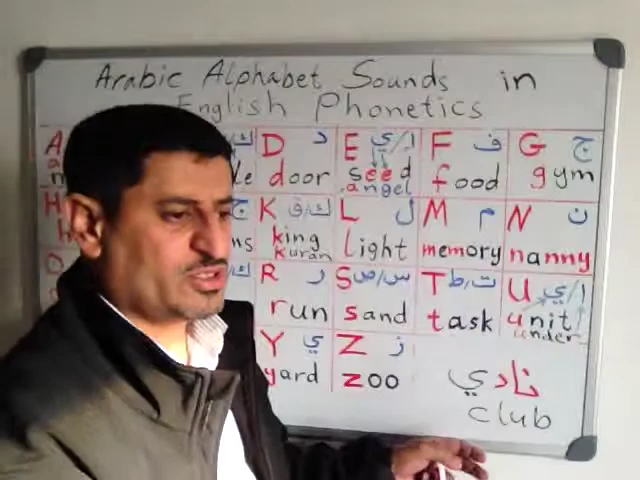 Arabic Alphabet Sounds in
English Phonetics
A D د E ا/ي F ف G ج
door seed food gym
angel
H ج K ك/ق L ل M م N ن
king light memory nanny
kuran
O ك R ر S س/ص T ت/ط U ا/ي
run sand task unit
under
Y ي Z ز
yard zoo
نادي
club